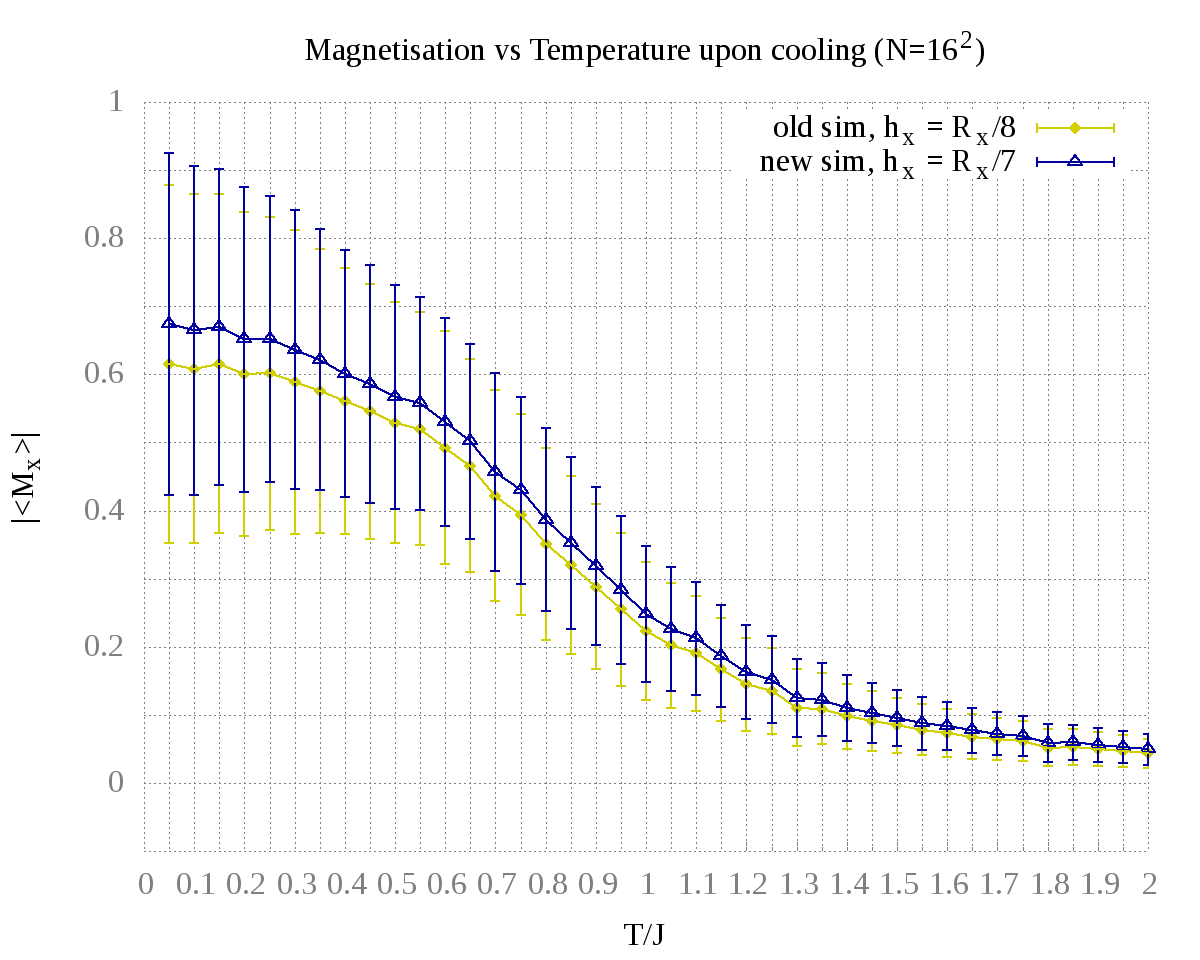 Magnetisation vs Temperature upon cooling (N=16²)
old sim, hₓ = Rₓ/8
new sim, hₓ = Rₓ/7
1
0.8
0.6
0.4
0.2
0
|<Mₓ>|
0 0.1 0.2 0.3 0.4 0.5 0.6 0.7 0.8 0.9 1 1.1 1.2 1.3 1.4 1.5 1.6 1.7 1.8 1.9 2
T/J